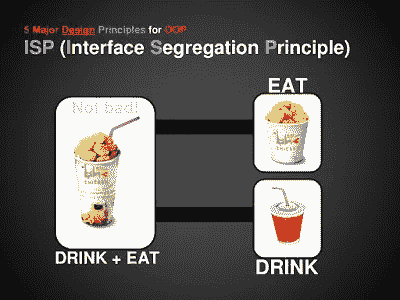 5 Major Design Principles for OOP
ISP (Interface Segregation Principle)
EAT
Not bad!
DRINK + EAT
DRINK